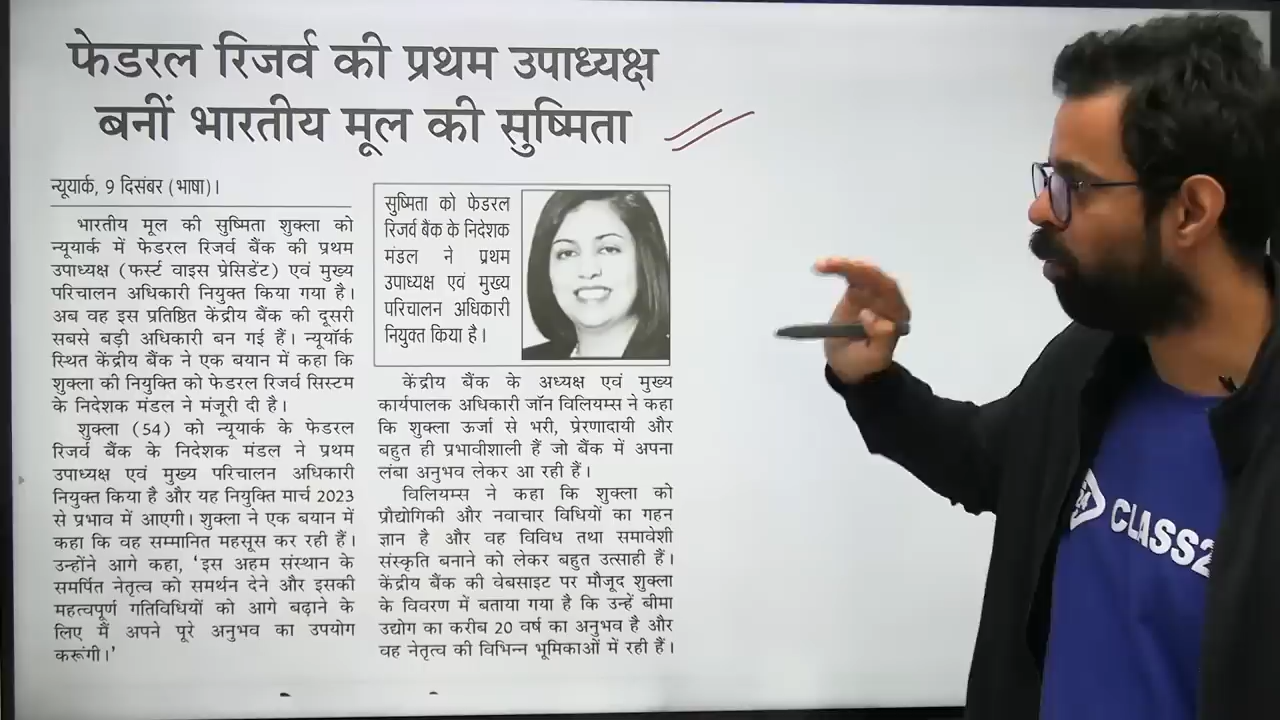 फेडरल रिजर्व की प्रथम उपाध्यक्ष
बनीं भारतीय मूल की सुष्मिता
न्यूयार्क, 9 दिसंबर (भाषा)।
भारतीय मूल की सुष्मिता शुक्ला को
न्यूयार्क में फेडरल रिजर्व बैंक की प्रथम
उपाध्यक्ष (फर्स्ट वाइस प्रेसिडेंट) एवं मुख्य
परिचालन अधिकारी नियुक्त किया गया है।
अब वह इस प्रतिष्ठित केंद्रीय बैंक की दूसरी
सबसे बड़ी अधिकारी बन गई हैं। न्यूयॉर्क
स्थित केंद्रीय बैंक ने एक बयान में कहा कि
शुक्ला की नियुक्ति को फेडरल रिजर्व सिस्टम
के निदेशक मंडल ने मंजूरी दी है।
शुक्ला (54) को न्यूयार्क के फेडरल
रिजर्व बैंक के निदेशक मंडल ने प्रथम
उपाध्यक्ष एवं मुख्य परिचालन अधिकारी
नियुक्त किया है और यह नियुक्ति मार्च 2023
से प्रभाव में आएगी। शुक्ला ने एक बयान में
कहा कि वह सम्मानित महसूस कर रही हैं।
उन्होंने आगे कहा, ‘इस अहम संस्थान के
समर्पित नेतृत्व को समर्थन देने और इसकी
महत्वपूर्ण गतिविधियों को आगे बढ़ाने के
लिए मैं अपने पूरे अनुभव का उपयोग
करूंगी।’
सुष्मिता को फेडरल
रिजर्व बैंक के निदेशक
मंडल ने प्रथम
उपाध्यक्ष एवं मुख्य
परिचालन अधिकारी
नियुक्त किया है।
केंद्रीय बैंक के अध्यक्ष एवं मुख्य
कार्यपालक अधिकारी जॉन विलियम्स ने कहा
कि शुक्ला ऊर्जा से भरी, प्रेरणादायी और
बहुत ही प्रभावीशाली हैं जो बैंक में अपना
लंबा अनुभव लेकर आ रही हैं।
विलियम्स ने कहा कि शुक्ला को
प्रौद्योगिकी और नवाचार विधियों का गहन
ज्ञान है और वह विविध तथा समावेशी
संस्कृति बनाने को लेकर बहुत उत्साही हैं।
केंद्रीय बैंक की वेबसाइट पर मौजूद शुक्ला
के विवरण में बताया गया है कि उन्हें बीमा
उद्योग का करीब 20 वर्ष का अनुभव है और
वह नेतृत्व की विभिन्न भूमिकाओं में रही हैं।
24
CLASS2